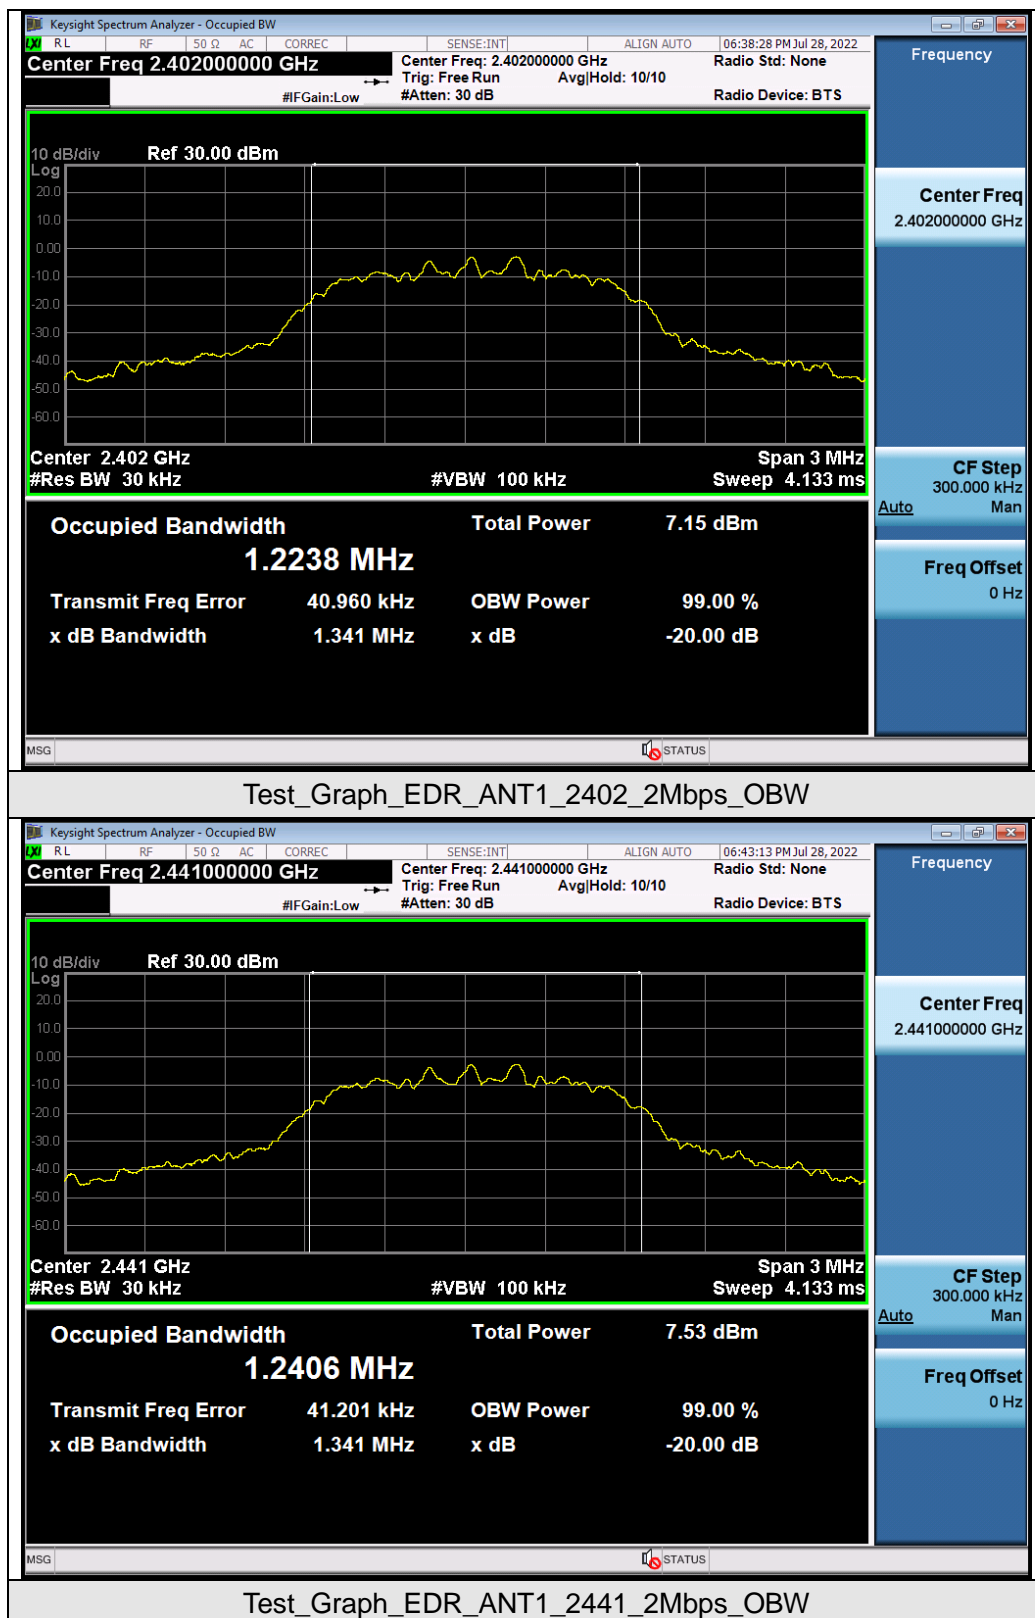 Keysight Spectrum Analyzer - Occupied BW
LXI RL RF 50 Ω AC CORREC SENSE:INT ALIGN AUTO 06:38:28 PM Jul 28, 2022
Center Freq 2.402000000 GHz
Center Freq: 2.402000000 GHz
Radio Std: None
Trig: Free Run Avg|Hold: 10/10
#IFGain:Low
#Atten: 30 dB
Radio Device: BTS
Frequency
10 dB/div Ref 30.00 dBm
Log
20.0
10.0
0.00
-10.0
-20.0
-30.0
-40.0
-50.0
-60.0
Center 2.402 GHz Span 3 MHz
#Res BW 30 kHz #VBW 100 kHz Sweep 4.133 ms
Center Freq
2.402000000 GHz
CF Step
300.000 kHz
Auto Man
Freq Offset
0 Hz
Occupied Bandwidth Total Power 7.15 dBm
1.2238 MHz
Transmit Freq Error 40.960 kHz OBW Power 99.00 %
x dB Bandwidth 1.341 MHz x dB -20.00 dB
MSG STATUS
Test_Graph_EDR_ANT1_2402_2Mbps_OBW
Keysight Spectrum Analyzer - Occupied BW
LXI RL RF 50 Ω AC CORREC SENSE:INT ALIGN AUTO 06:43:13 PM Jul 28, 2022
Center Freq 2.441000000 GHz
Center Freq: 2.441000000 GHz
Radio Std: None
Trig: Free Run Avg|Hold: 10/10
#IFGain:Low
#Atten: 30 dB
Radio Device: BTS
Frequency
10 dB/div Ref 30.00 dBm
Log
20.0
10.0
0.00
-10.0
-20.0
-30.0
-40.0
-50.0
-60.0
Center 2.441 GHz Span 3 MHz
#Res BW 30 kHz #VBW 100 kHz Sweep 4.133 ms
Center Freq
2.441000000 GHz
CF Step
300.000 kHz
Auto Man
Freq Offset
0 Hz
Occupied Bandwidth Total Power 7.53 dBm
1.2406 MHz
Transmit Freq Error 41.201 kHz OBW Power 99.00 %
x dB Bandwidth 1.341 MHz x dB -20.00 dB
MSG STATUS
Test_Graph_EDR_ANT1_2441_2Mbps_OBW